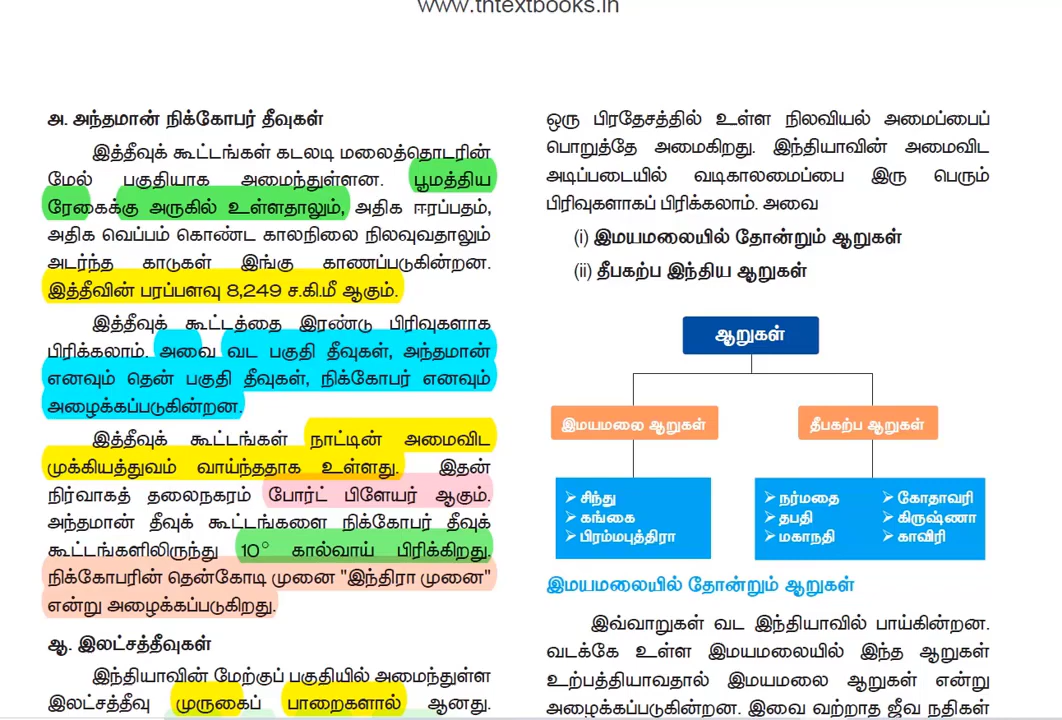 www.tntextbooks.in
அ. அந்தமான் நிக்கோபர் தீவுகள்
இத்தீவுக் கூட்டங்கள் கடலடி மலைத்தொடரின்
மேல் பகுதியாக அமைந்துள்ளன. பூமத்திய
ரேகைக்கு அருகில் உள்ளதாலும், அதிக ஈரப்பதம்,
அதிக வெப்பம் கொண்ட காலநிலை நிலவுவதாலும்
அடர்ந்த காடுகள் இங்கு காணப்படுகின்றன.
இத்தீவின் பரப்பளவு 8,249 ச.கி.மீ ஆகும்.
இத்தீவுக் கூட்டத்தை இரண்டு பிரிவுகளாக
பிரிக்கலாம். அவை வட பகுதி தீவுகள், அந்தமான்
எனவும் தென் பகுதி தீவுகள், நிக்கோபர் எனவும்
அழைக்கப்படுகின்றன.
இத்தீவுக் கூட்டங்கள் நாட்டின் அமைவிட
முக்கியத்துவம் வாய்ந்ததாக உள்ளது. இதன்
நிர்வாகத் தலைநகரம் போர்ட் பிளேயர் ஆகும்.
அந்தமான் தீவுக் கூட்டங்களை நிக்கோபர் தீவுக்
கூட்டங்களிலிருந்து 10° கால்வாய் பிரிக்கிறது.
நிக்கோபரின் தென்கோடி முனை "இந்திரா முனை"
என்று அழைக்கப்படுகிறது.
ஆ. இலட்சத்தீவுகள்
இந்தியாவின் மேற்குப் பகுதியில் அமைந்துள்ள
இலட்சத்தீவு முருகைப் பாறைகளால் ஆனது.
ஒரு பிரதேசத்தில் உள்ள நிலவியல் அமைப்பைப்
பொறுத்தே அமைகிறது. இந்தியாவின் அமைவிட
அடிப்படையில் வடிகாலமைப்பை இரு பெரும்
பிரிவுகளாகப் பிரிக்கலாம். அவை
(i) இமயமலையில் தோன்றும் ஆறுகள்
(ii) தீபகற்ப இந்திய ஆறுகள்
ஆறுகள்
இமயமலை ஆறுகள்
தீபகற்ப ஆறுகள்
➢ சிந்து
➢ கங்கை
➢ பிரம்மபுத்திரா
➢ நர்மதை ➢ கோதாவரி
➢ தபதி ➢ கிருஷ்ணா
➢ மகாநதி ➢ காவிரி
இமயமலையில் தோன்றும் ஆறுகள்
இவ்வாறுகள் வட இந்தியாவில் பாய்கின்றன.
வடக்கே உள்ள இமயமலையில் இந்த ஆறுகள்
உற்பத்தியாவதால் இமயமலை ஆறுகள் என்று
அழைக்கப்படுகின்றன. இவை வற்றாத ஜீவ நதிகள்